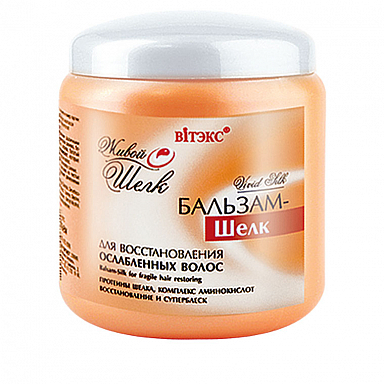 Живой
Шелк
ВІТЭКС®
Vivid Silk
БАЛЬЗАМ-
Шелк
ДЛЯ ВОССТАНОВЛЕНИЯ
ОСЛАБЛЕННЫХ ВОЛОС
Balsam-Silk for fragile hair restoring
ПРОТЕИНЫ ШЕЛКА, КОМПЛЕКС АМИНОКИСЛОТ
ВОССТАНОВЛЕНИЕ И СУПЕРБЛЕСК